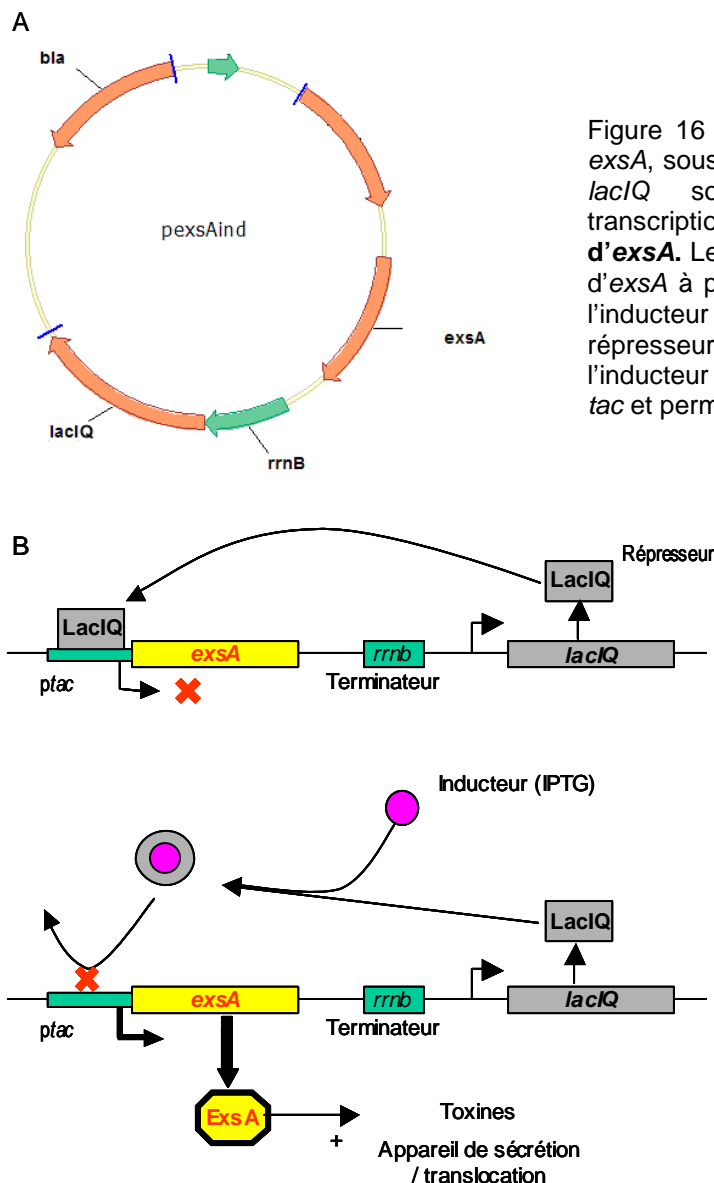 A
bla
pexsAind
exsA
lacIQ
rrnB
Figure 16
exsA, sous
lacIQ so
transcription
d'exsA. Le
d'exsA à p
l'inducteur
répresseur
l'inducteur
tac et perm
B
LacIQ
Répresseur
LacIQ
exsA
rrnb
lacIQ
ptac
Terminateur
Inducteur (IPTG)
LacIQ
exsA
rrnb
lacIQ
ptac
Terminateur
ExsA
+
Toxines
Appareil de sécrétion
/ translocation